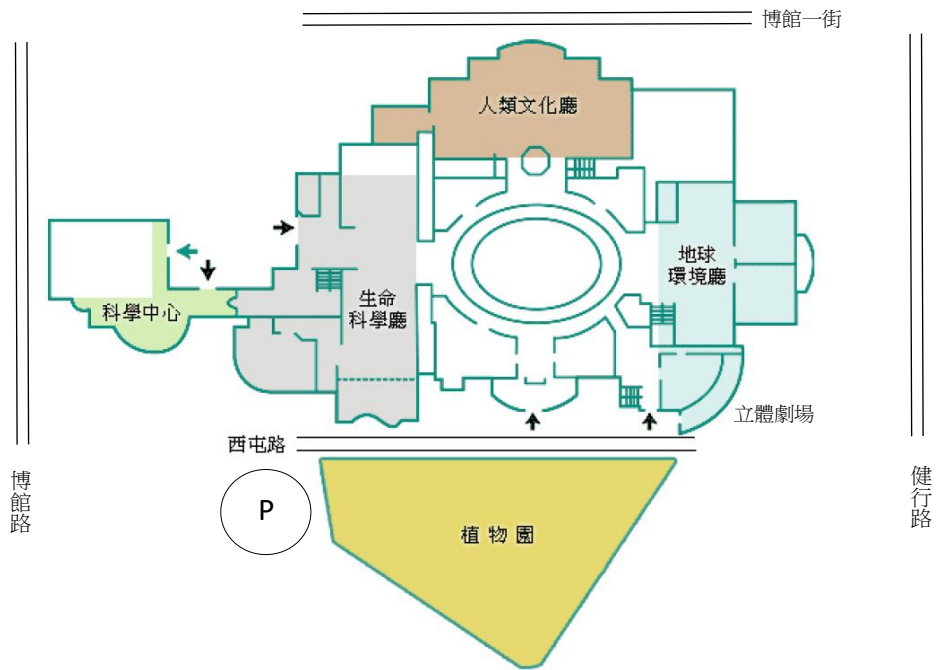 博館一街
人類文化廳
地球
環境廳
生命
科學廳
科學中心
立體劇場
西屯路
博館路
健行路
P
植物園